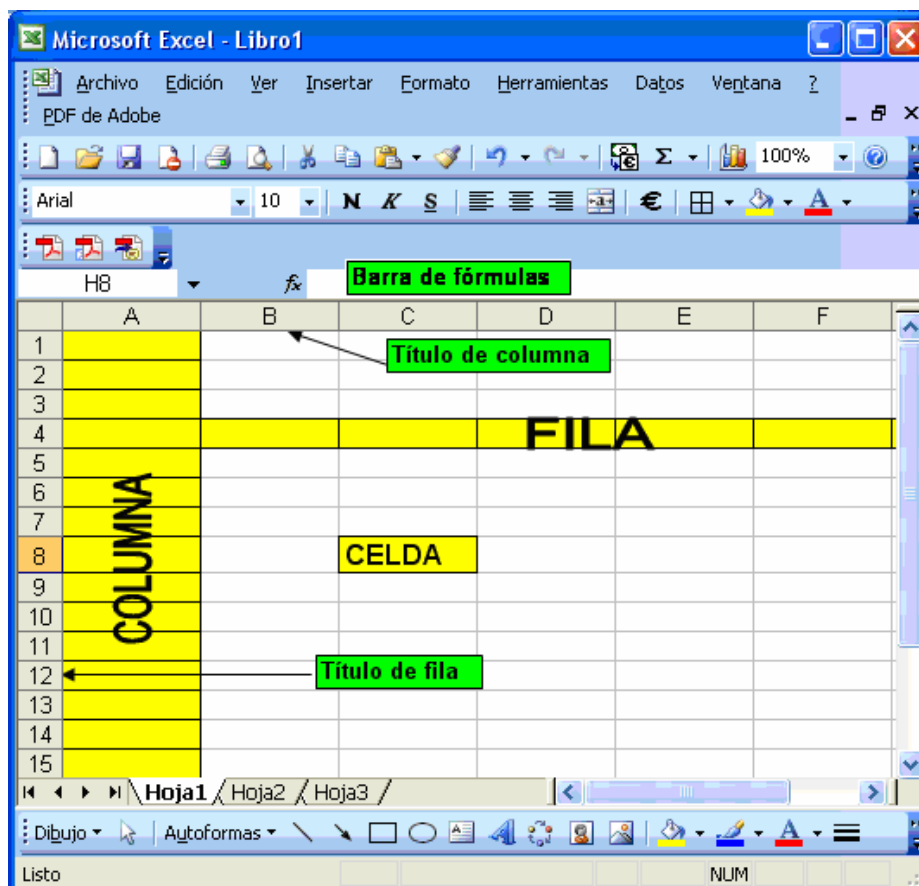 Microsoft Excel - Libro1
Archivo Edición Ver Insertar Formato Herramientas Datos Ventana ?
PDF de Adobe
Σ 100% ?
Arial 10 N K S a € A
H8 fx Barra de fórmulas
A B C D E F
1
Título de columna
2
3
4 FILA
5
6
7
COLUMNA
8 CELDA
9
10
11
12 Título de fila
13
14
15
Hoja1 Hoja2 Hoja3
Dibujo Autoformas A A
Listo NUM